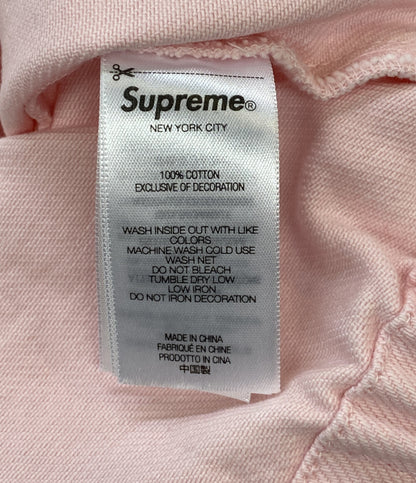 Supreme®
NEW YORK CITY
100% COTTON
EXCLUSIVE OF DECORATION
WASH INSIDE OUT WITH LIKE
COLORS
MACHINE WASH COLD USE
WASH NET
DO NOT BLEACH
TUMBLE DRY LOW
LOW IRON
DO NOT IRON DECORATION
MADE IN CHINA
FABRIQUÉ EN CHINE
PRODOTTO IN CINA
中国製